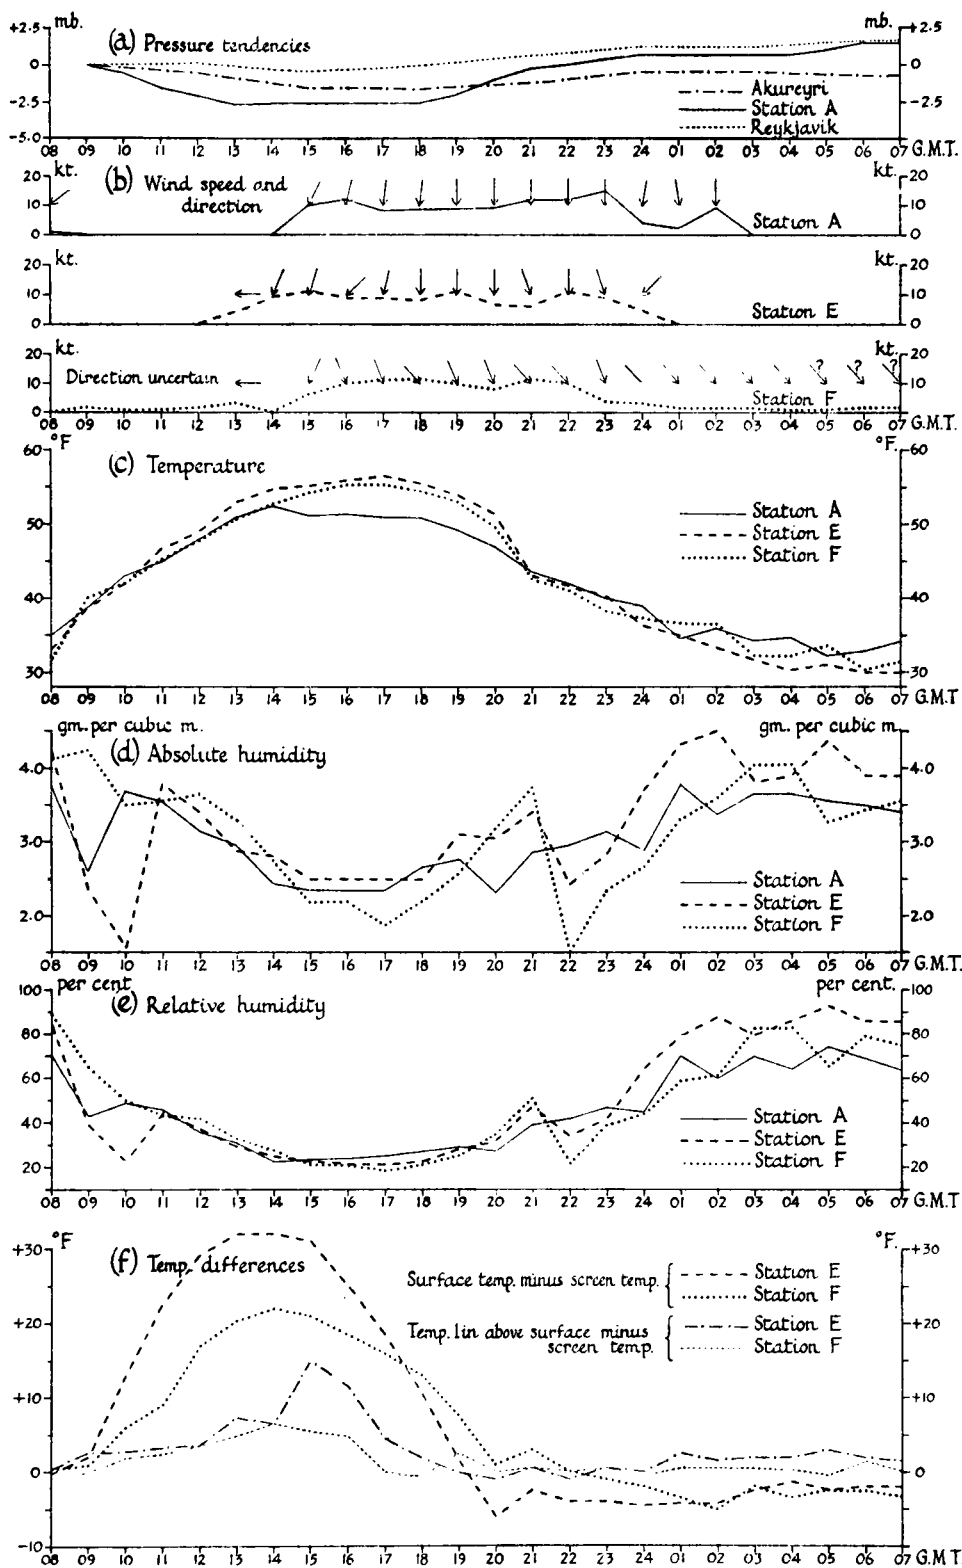 mb. mb.
+2.5 +2.5
(a) Pressure tendencies
0 0
Akureyri
-2.5 Station A -2.5
Reykjavik
-5.0 -5.0
08 09 10 11 12 13 14 15 16 17 18 19 20 21 22 23 24 01 02 03 04 05 06 07 G.M.T.
kt. kt.
20 (b) Wind speed and 20
10 direction 10
0 Station A 0
kt. kt.
20 20
10 Station E 10
0 0
kt. kt.
20 ? ? ? 20
Direction uncertain
10 Station F 10
0 0
08 09 10 11 12 13 14 15 16 17 18 19 20 21 22 23 24 01 02 03 04 05 06 07 G.M.T.
°F °F.
60 60
(c) Temperature
Station A
50 Station E 50
Station F
40 40
30 30
08 09 10 11 12 13 14 15 16 17 18 19 20 21 22 23 24 01 02 03 04 05 06 07 G.M.T
gm. per cubic m. gm. per cubic m.
(d) Absolute humidity
4.0 4.0
3.0 3.0
Station A
Station E
2.0 Station F 2.0
08 09 10 11 12 13 14 15 16 17 18 19 20 21 22 23 24 01 02 03 04 05 06 07 G.M.T.
per cent. per cent.
100 100
(e) Relative humidity
80 80
60 60
Station A
40 Station E 40
Station F
20 20
08 09 10 11 12 13 14 15 16 17 18 19 20 21 22 23 24 01 02 03 04 05 06 07 G.M.T
°F °F.
+30 (f) Temp. differences +30
Surface temp. minus screen temp. Station E
Station F
+20 Temp. 1 in above surface minus Station E +20
screen temp. Station F
+10 +10
0 0
-10 -10
08 09 10 11 12 13 14 15 16 17 18 19 20 21 22 23 24 01 02 03 04 05 06 07 G.M.T